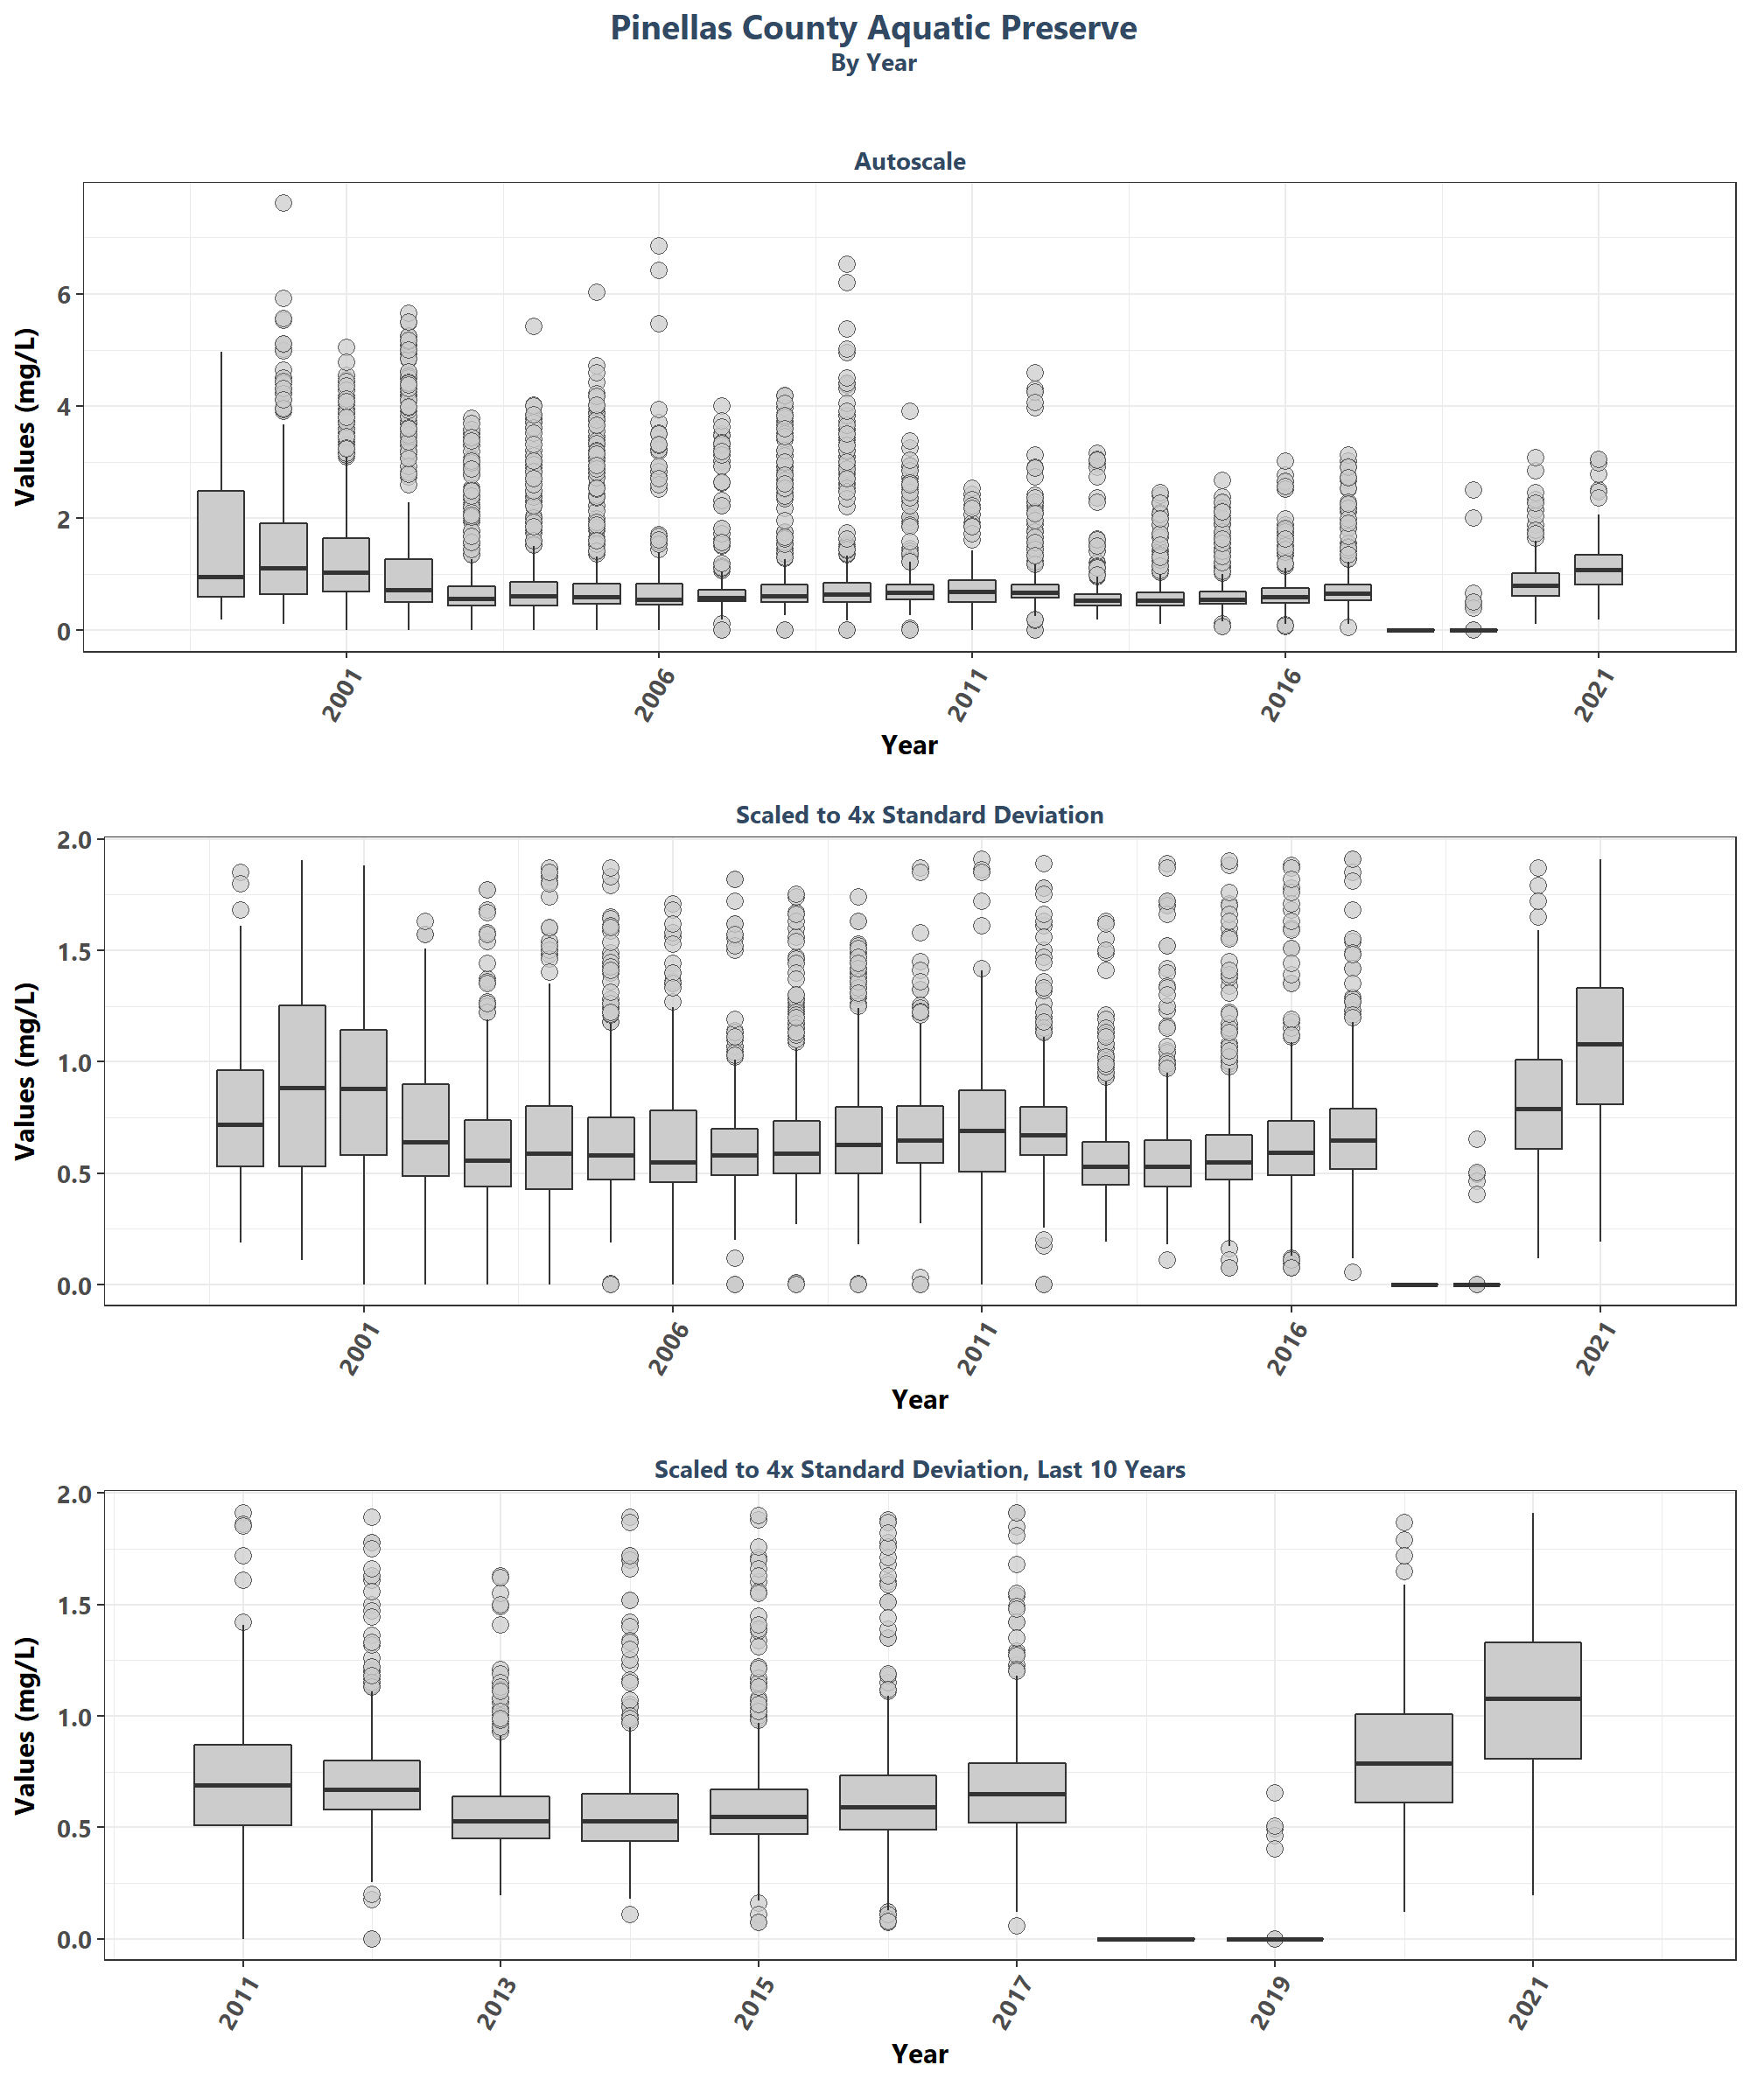 Pinellas County Aquatic Preserve
By Year
Autoscale
Values (mg/L)
6
4
2
0
2001
2006
2011
2016
2021
Year
Scaled to 4x Standard Deviation
Values (mg/L)
2.0
1.5
1.0
0.5
0.0
2001
2006
2011
2016
2021
Year
Scaled to 4x Standard Deviation, Last 10 Years
Values (mg/L)
2.0
1.5
1.0
0.5
0.0
2011
2013
2015
2017
2019
2021
Year